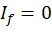 I_f = 0